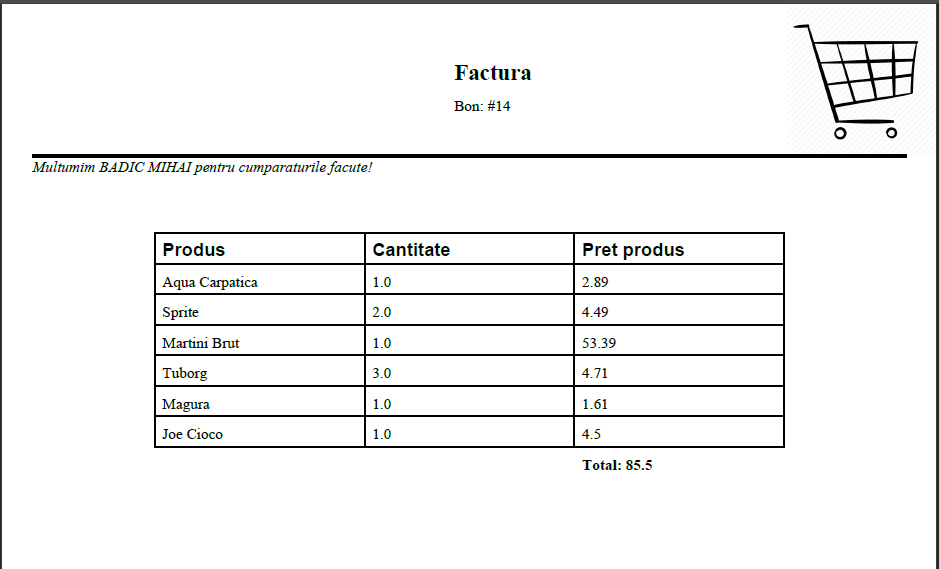 Factura
Bon: #14
Multumim BADIC MIHAI pentru cumparaturile facute!
Produs Cantitate Pret produs
Aqua Carpatica 1.0 2.89
Sprite 2.0 4.49
Martini Brut 1.0 53.39
Tuborg 3.0 4.71
Magura 1.0 1.61
Joe Cioco 1.0 4.5
Total: 85.5